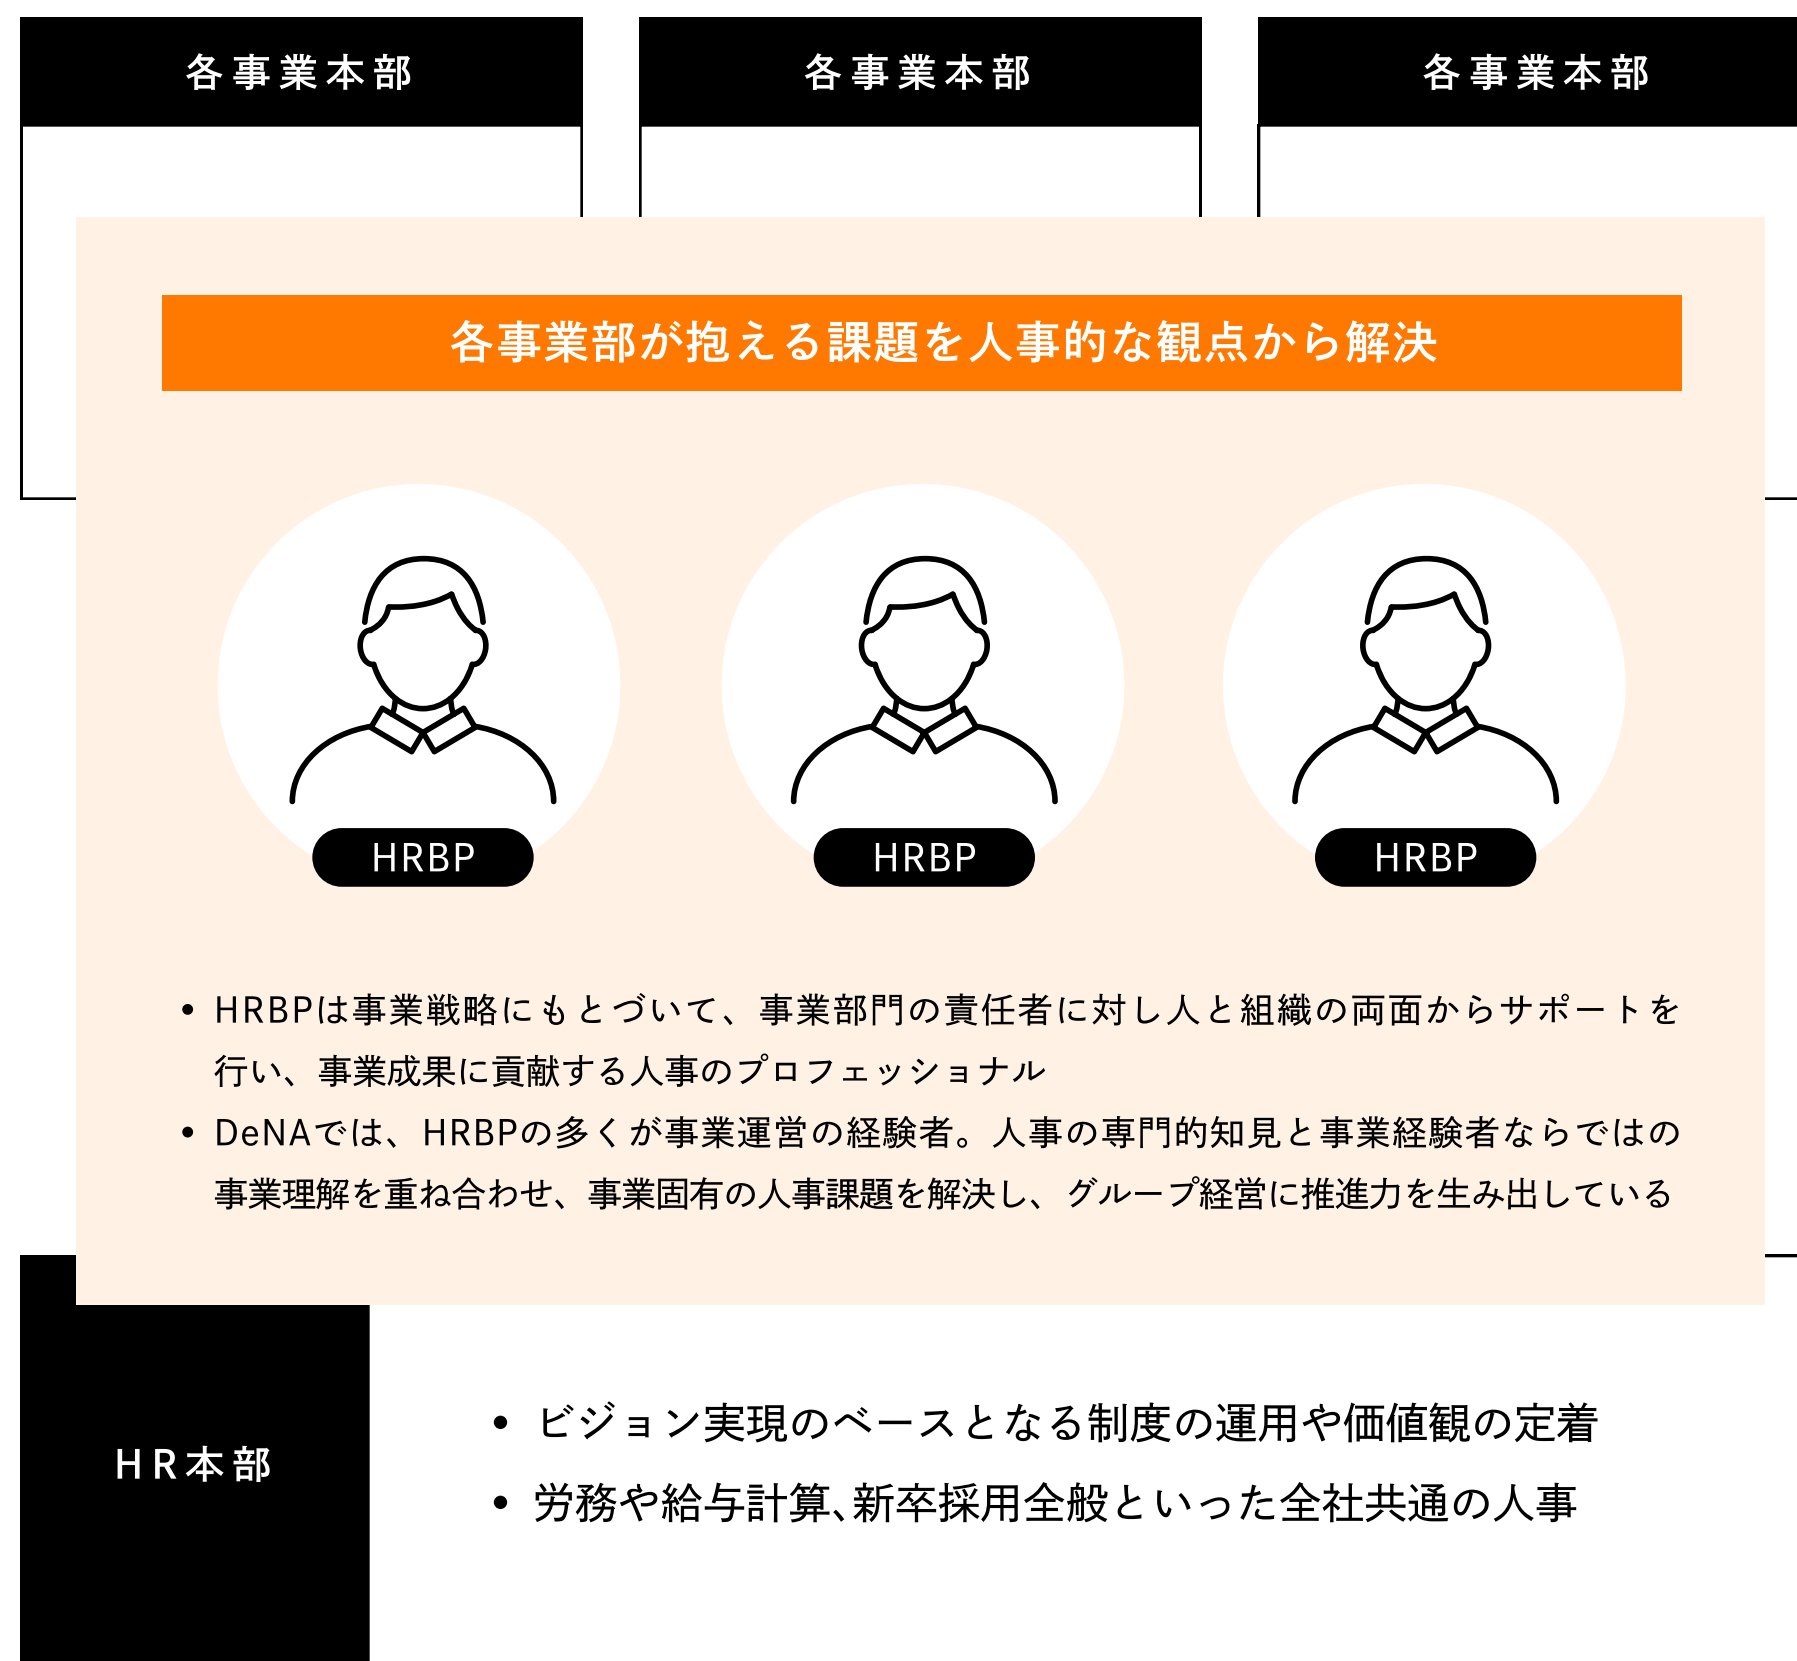 各事業本部
各事業本部
各事業本部
各事業部が抱える課題を人事的な観点から解決
HRBP
HRBP
HRBP
• HRBPは事業戦略にもとづいて、事業部門の責任者に対し人と組織の両面からサポートを
行い、事業成果に貢献する人事のプロフェッショナル
• DeNAでは、HRBPの多くが事業運営の経験者。人事の専門的知見と事業経験者ならではの
事業理解を重ね合わせ、事業固有の人事課題を解決し、グループ経営に推進力を生み出している
HR本部
• ビジョン実現のベースとなる制度の運用や価値観の定着
• 労務や給与計算、新卒採用全般といった全社共通の人事